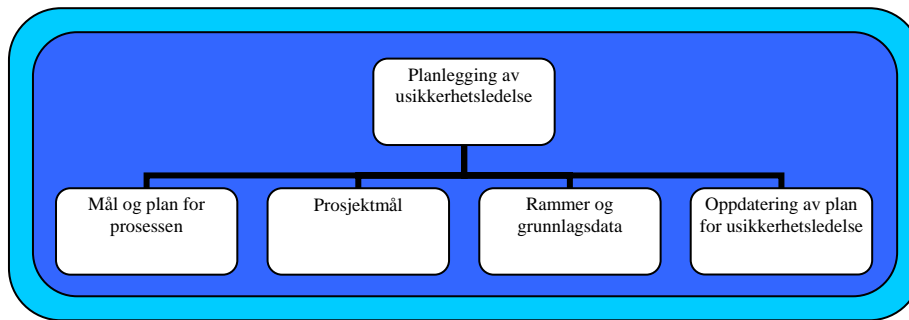 Planlegging av
usikkerhetsledelse
Mål og plan for
prosessen
Prosjektmål
Rammer og
grunnlagsdata
Oppdatering av plan
for usikkerhetsledelse